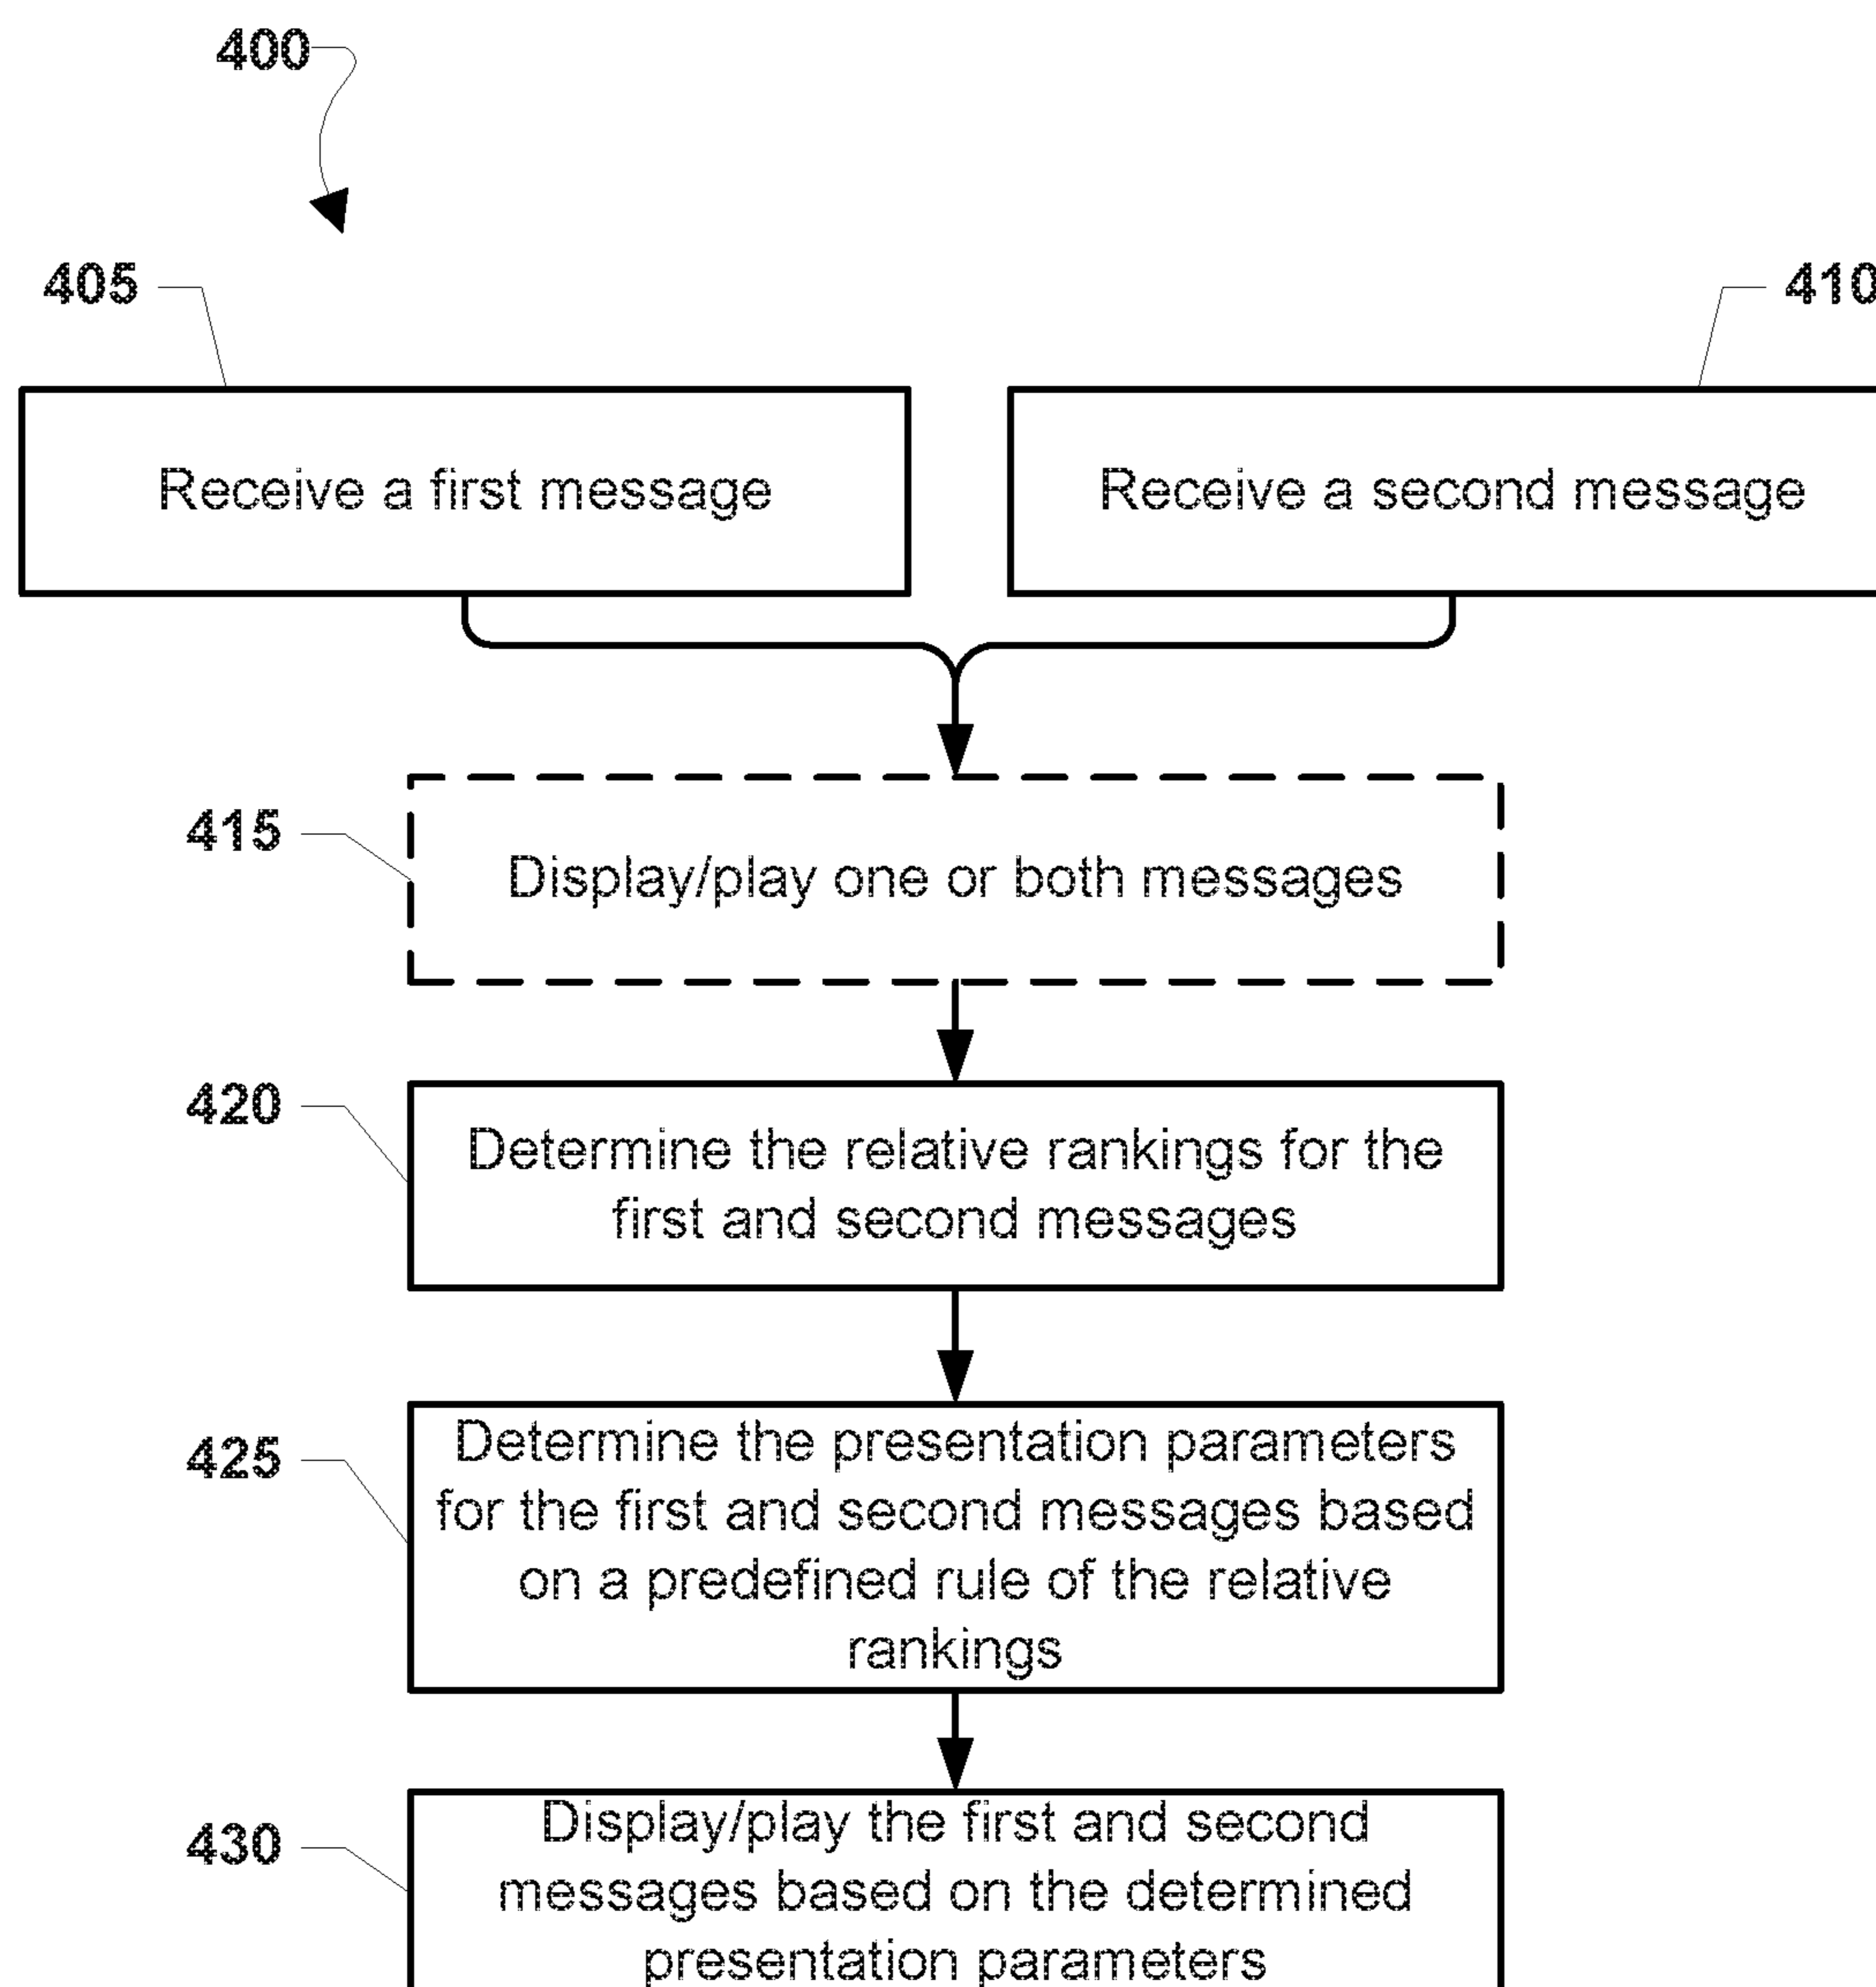 400
405
410
Receive a first message
Receive a second message
415
Display/play one or both messages
420
Determine the relative rankings for the
first and second messages
425
Determine the presentation parameters
for the first and second messages based
on a predefined rule of the relative
rankings
430
Display/play the first and second
messages based on the determined
presentation parameters